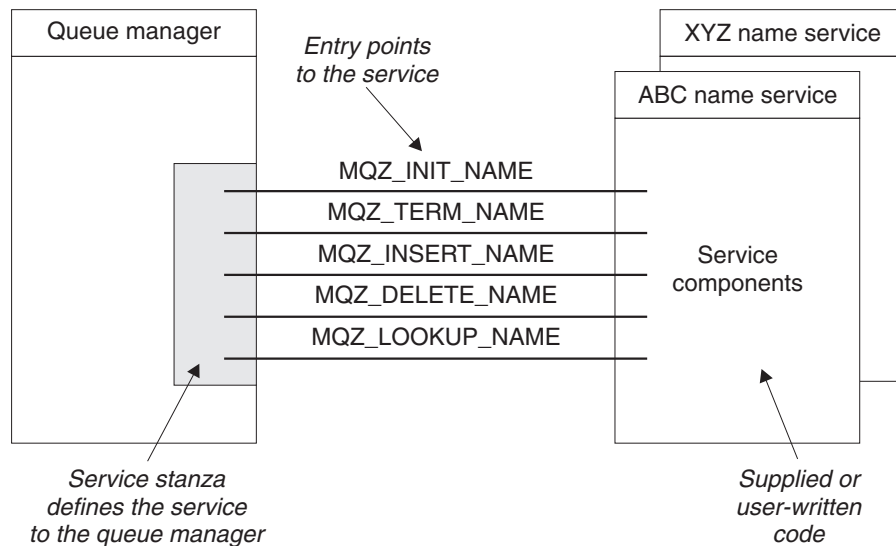 Queue manager
Entry points
to the service
XYZ name service
ABC name service
MQZ_INIT_NAME
MQZ_TERM_NAME
MQZ_INSERT_NAME
MQZ_DELETE_NAME
MQZ_LOOKUP_NAME
Service
components
Service stanza
defines the service
to the queue manager
Supplied or
user-written
code